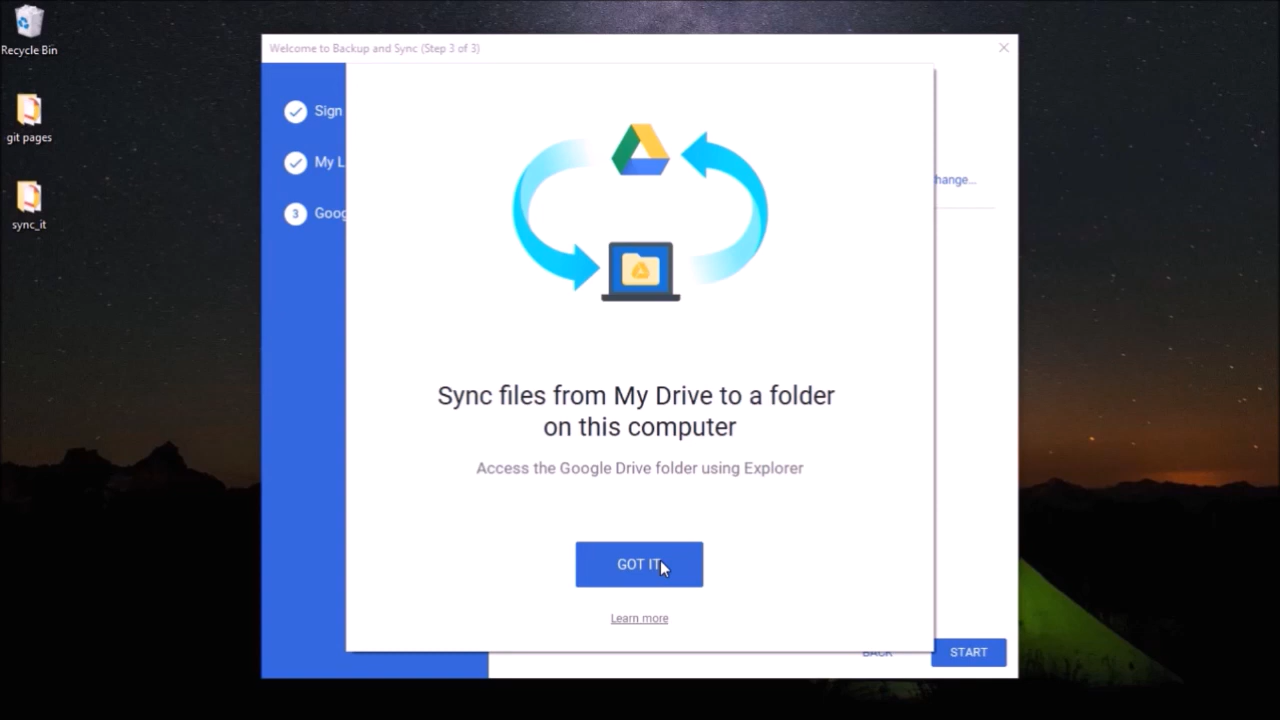 Recycle Bin
git pages
sync_it
Welcome to Backup and Sync (Step 3 of 3)
Sign
My L
3 Goog
hange...
Sync files from My Drive to a folder
on this computer
Access the Google Drive folder using Explorer
GOT IT
Learn more
BACK
START